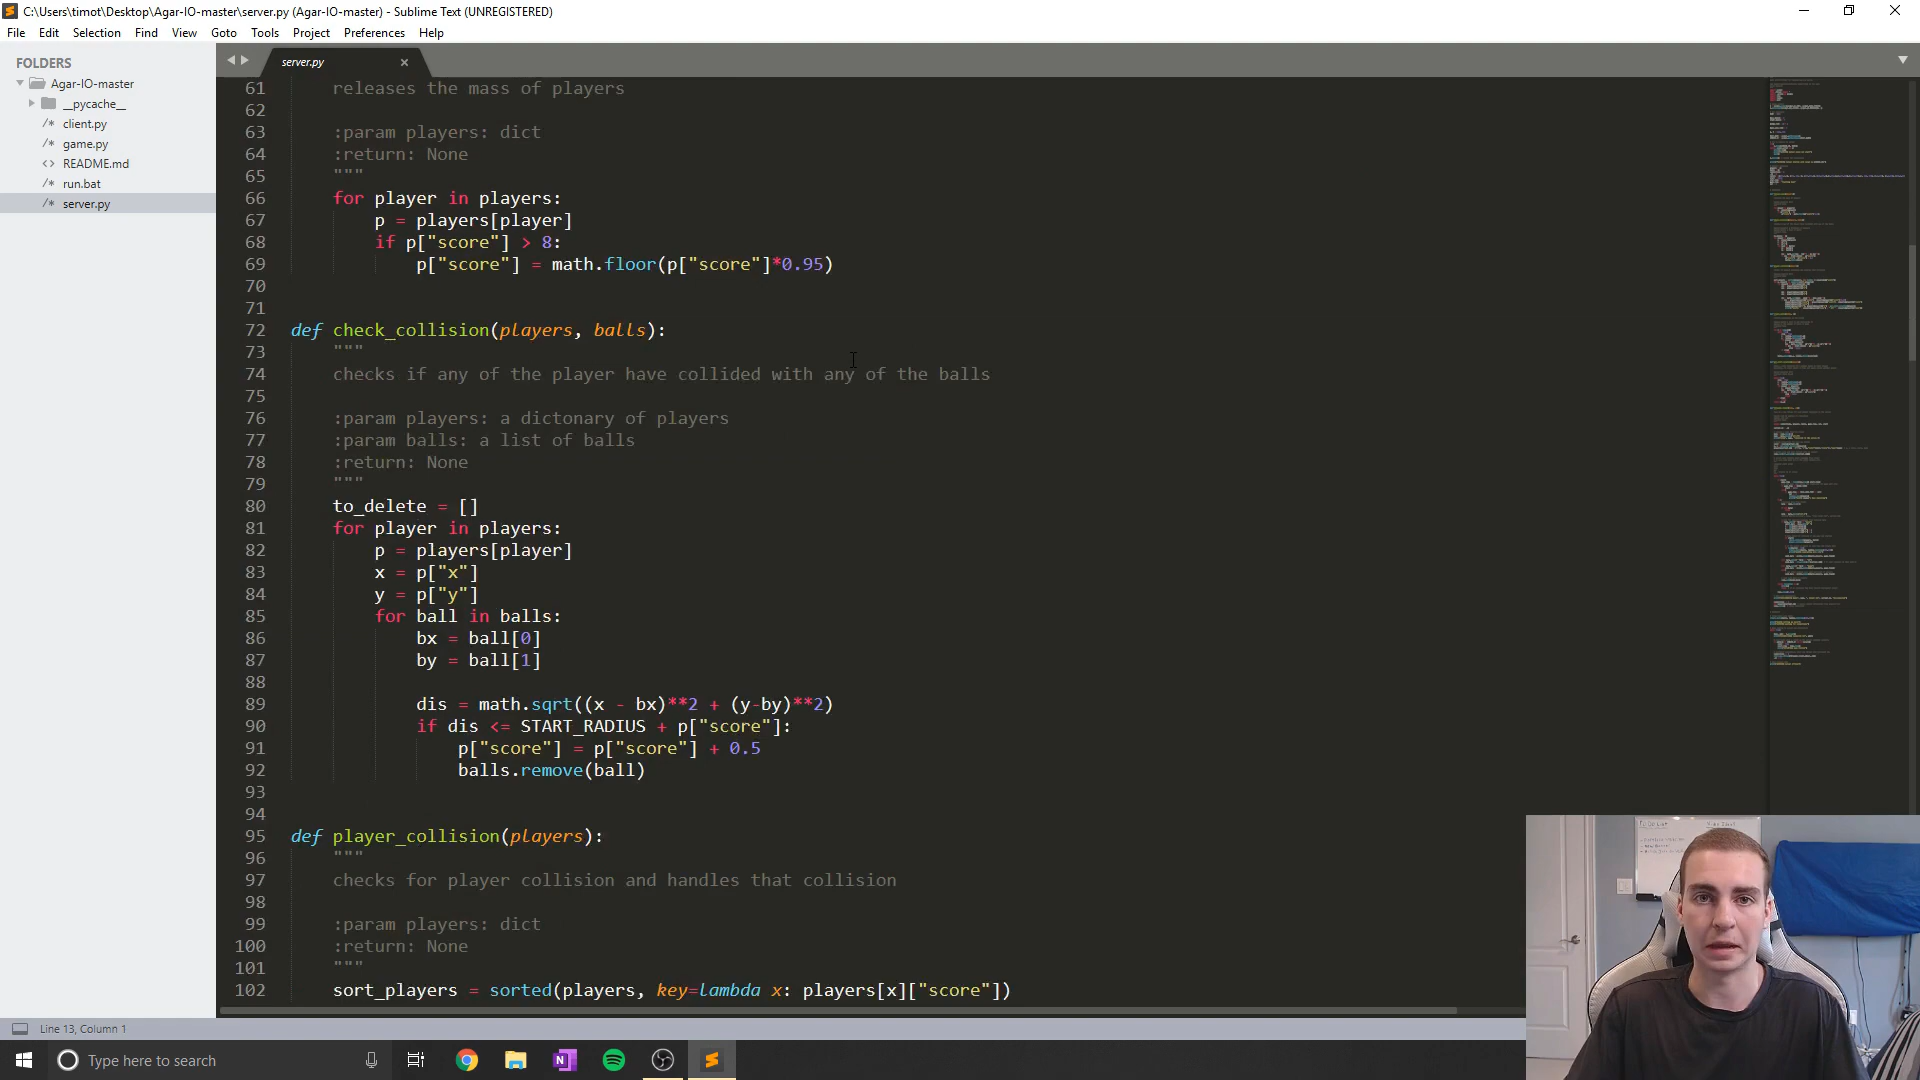 C:\Users\timot\Desktop\Agar-IO-master\server.py (Agar-IO-master) - Sublime Text (UNREGISTERED)
File Edit Selection Find View Goto Tools Project Preferences Help
FOLDERS
Agar-IO-master
__pycache__
/* client.py
/* game.py
<> README.md
/* run.bat
/* server.py
server.py
61 releases the mass of players
62
63 :param players: dict
64 :return: None
65 """
66 for player in players:
67 p = players[player]
68 if p["score"] > 8:
69 p["score"] = math.floor(p["score"]*0.95)
70
71
72 def check_collision(players, balls):
73 """
74 checks if any of the player have collided with any of the balls
75
76 :param players: a dictonary of players
77 :param balls: a list of balls
78 :return: None
79 """
80 to_delete = []
81 for player in players:
82 p = players[player]
83 x = p["x"]
84 y = p["y"]
85 for ball in balls:
86 bx = ball[0]
87 by = ball[1]
88
89 dis = math.sqrt((x - bx)**2 + (y-by)**2)
90 if dis <= START_RADIUS + p["score"]:
91 p["score"] = p["score"] + 0.5
92 balls.remove(ball)
93
94
95 def player_collision(players):
96 """
97 checks for player collision and handles that collision
98
99 :param players: dict
100 :return: None
101 """
102 sort_players = sorted(players, key=lambda x: players[x]["score"])
Line 13, Column 1
Type here to search